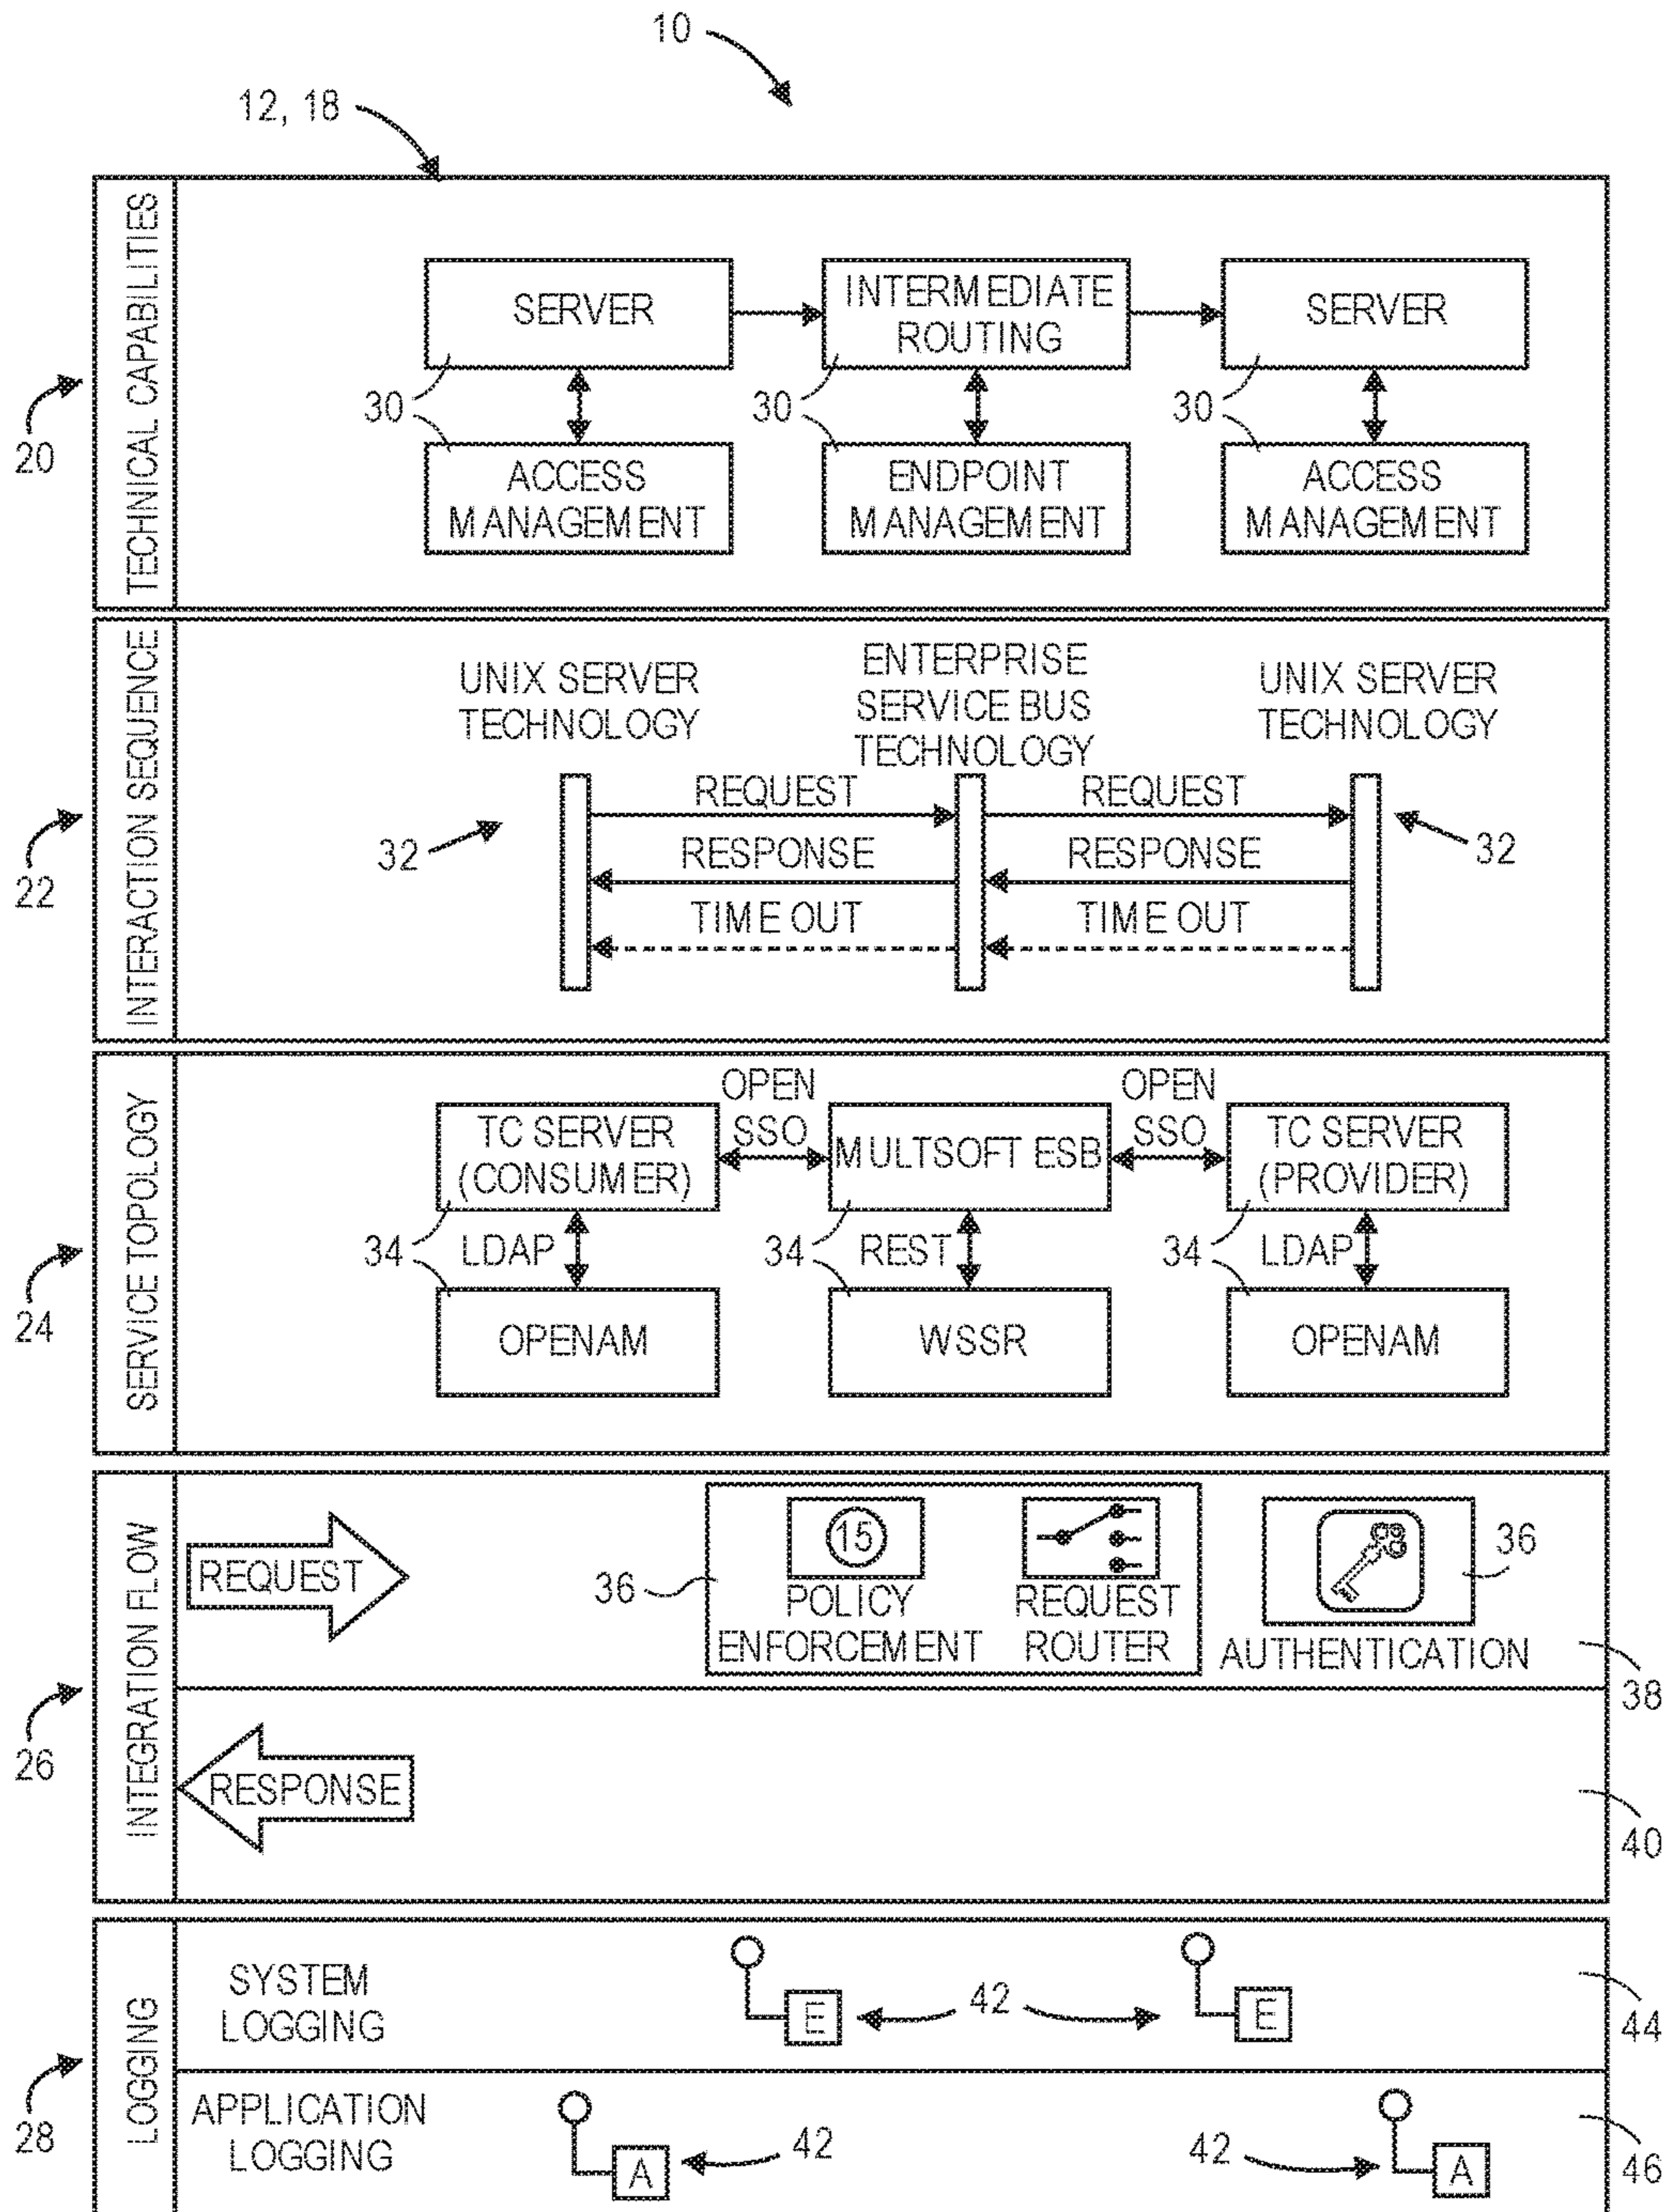 10
12, 18
TECHNICAL CAPABILITIES
20
SERVER
INTERMEDIATE
ROUTING
SERVER
30
30
30
ACCESS
MANAGEMENT
ENDPOINT
MANAGEMENT
ACCESS
MANAGEMENT
INTERACTION SEQUENCE
22
UNIX SERVER
TECHNOLOGY
ENTERPRISE
SERVICE BUS
TECHNOLOGY
UNIX SERVER
TECHNOLOGY
REQUEST
REQUEST
32
RESPONSE
RESPONSE
32
TIME OUT
TIME OUT
SERVICE TOPOLOGY
24
TC SERVER
(CONSUMER)
OPEN
SSO
MULTSOFT ESB
OPEN
SSO
TC SERVER
(PROVIDER)
34
LDAP
34
REST
34
LDAP
OPENAM
WSSR
OPENAM
INTEGRATION FLOW
26
REQUEST
36
15
POLICY
ENFORCEMENT
REQUEST
ROUTER
36
AUTHENTICATION
38
RESPONSE
40
LOGGING
28
SYSTEM
LOGGING
E
42
E
44
APPLICATION
LOGGING
A
42
42
A
46